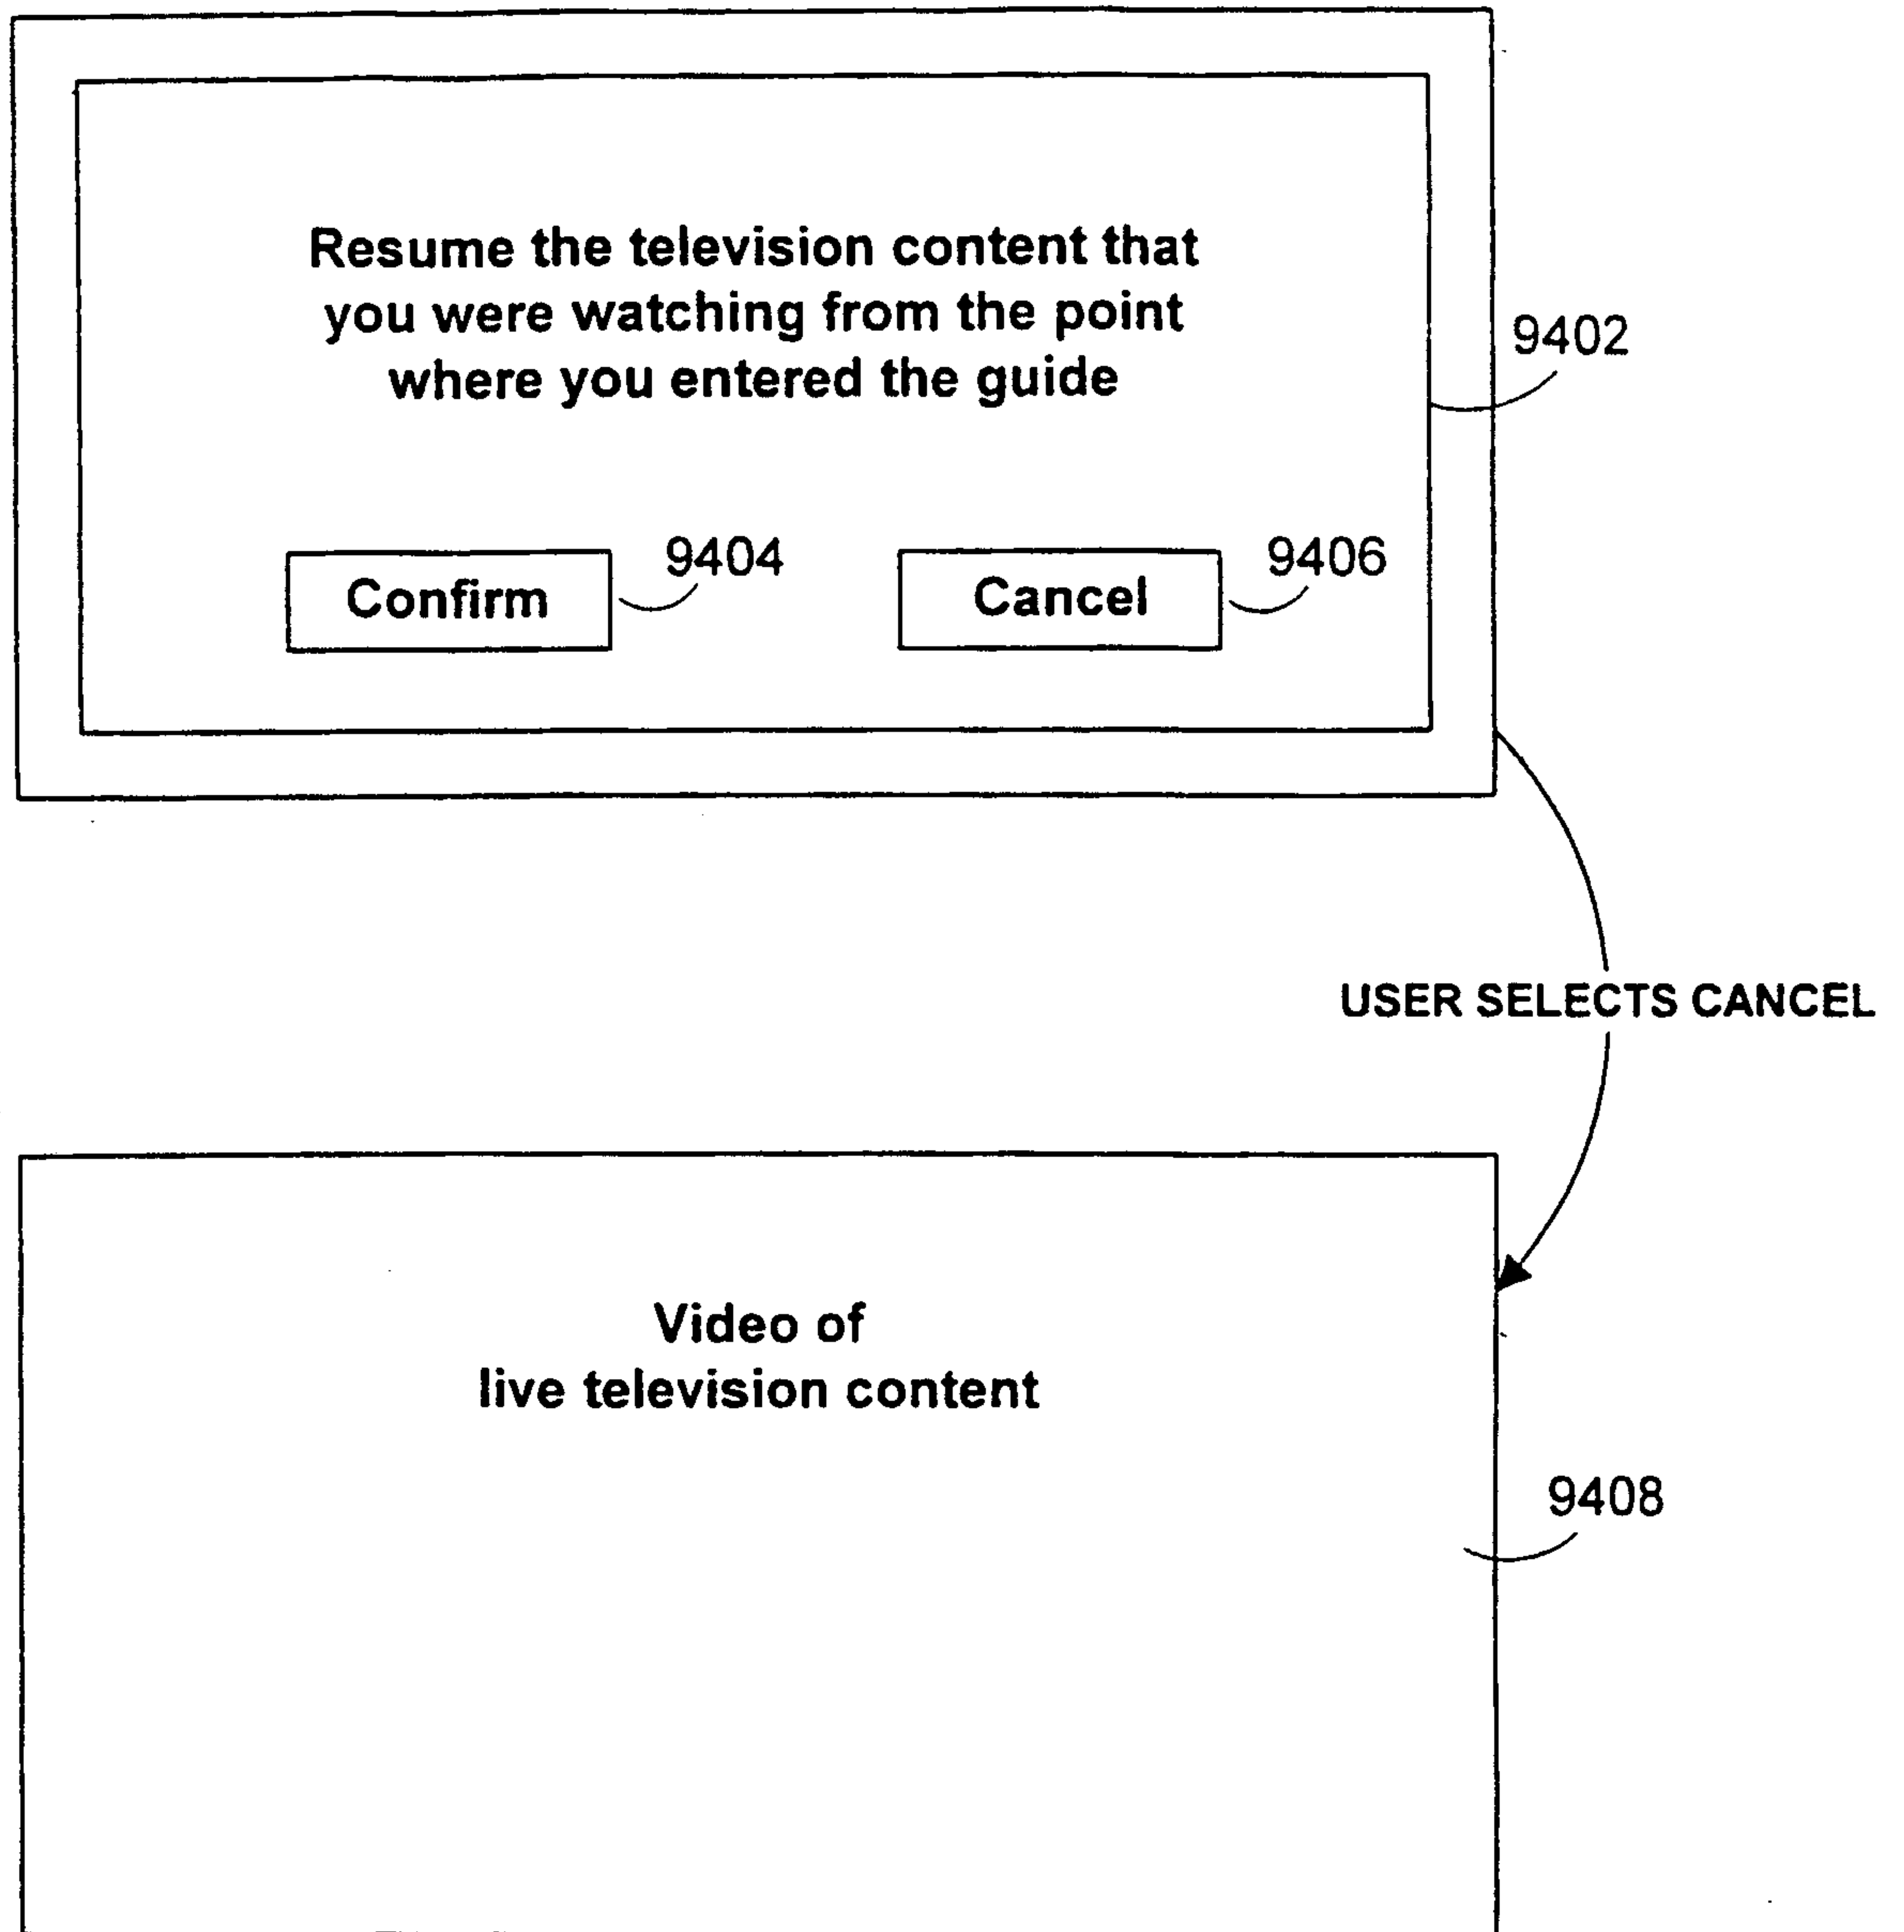 Resume the television content that
you were watching from the point
where you entered the guide
9402
Confirm
9404
Cancel
9406
USER SELECTS CANCEL
Video of
live television content
9408